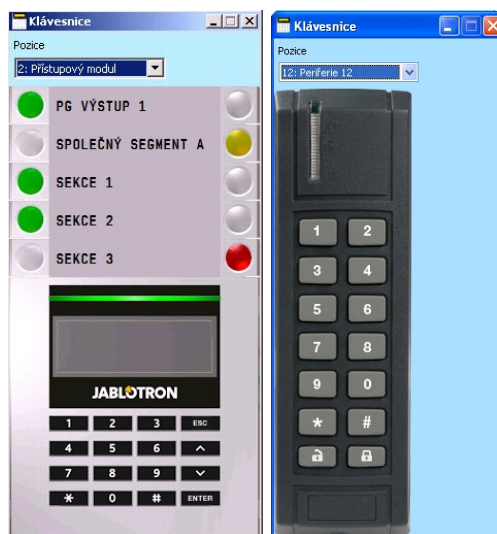 Klávesnice
Pozice
2: Přístupový modul
PG VÝSTUP 1
SPOLEČNÝ SEGMENT A
SEKCE 1
SEKCE 2
SEKCE 3
JABLOTRON
1 2 3 ESC
4 5 6
7 8 9
* 0 # ENTER
Klávesnice
Pozice
12: Periferie 12
1 2
3 4
5 6
7 8
9 0
* #